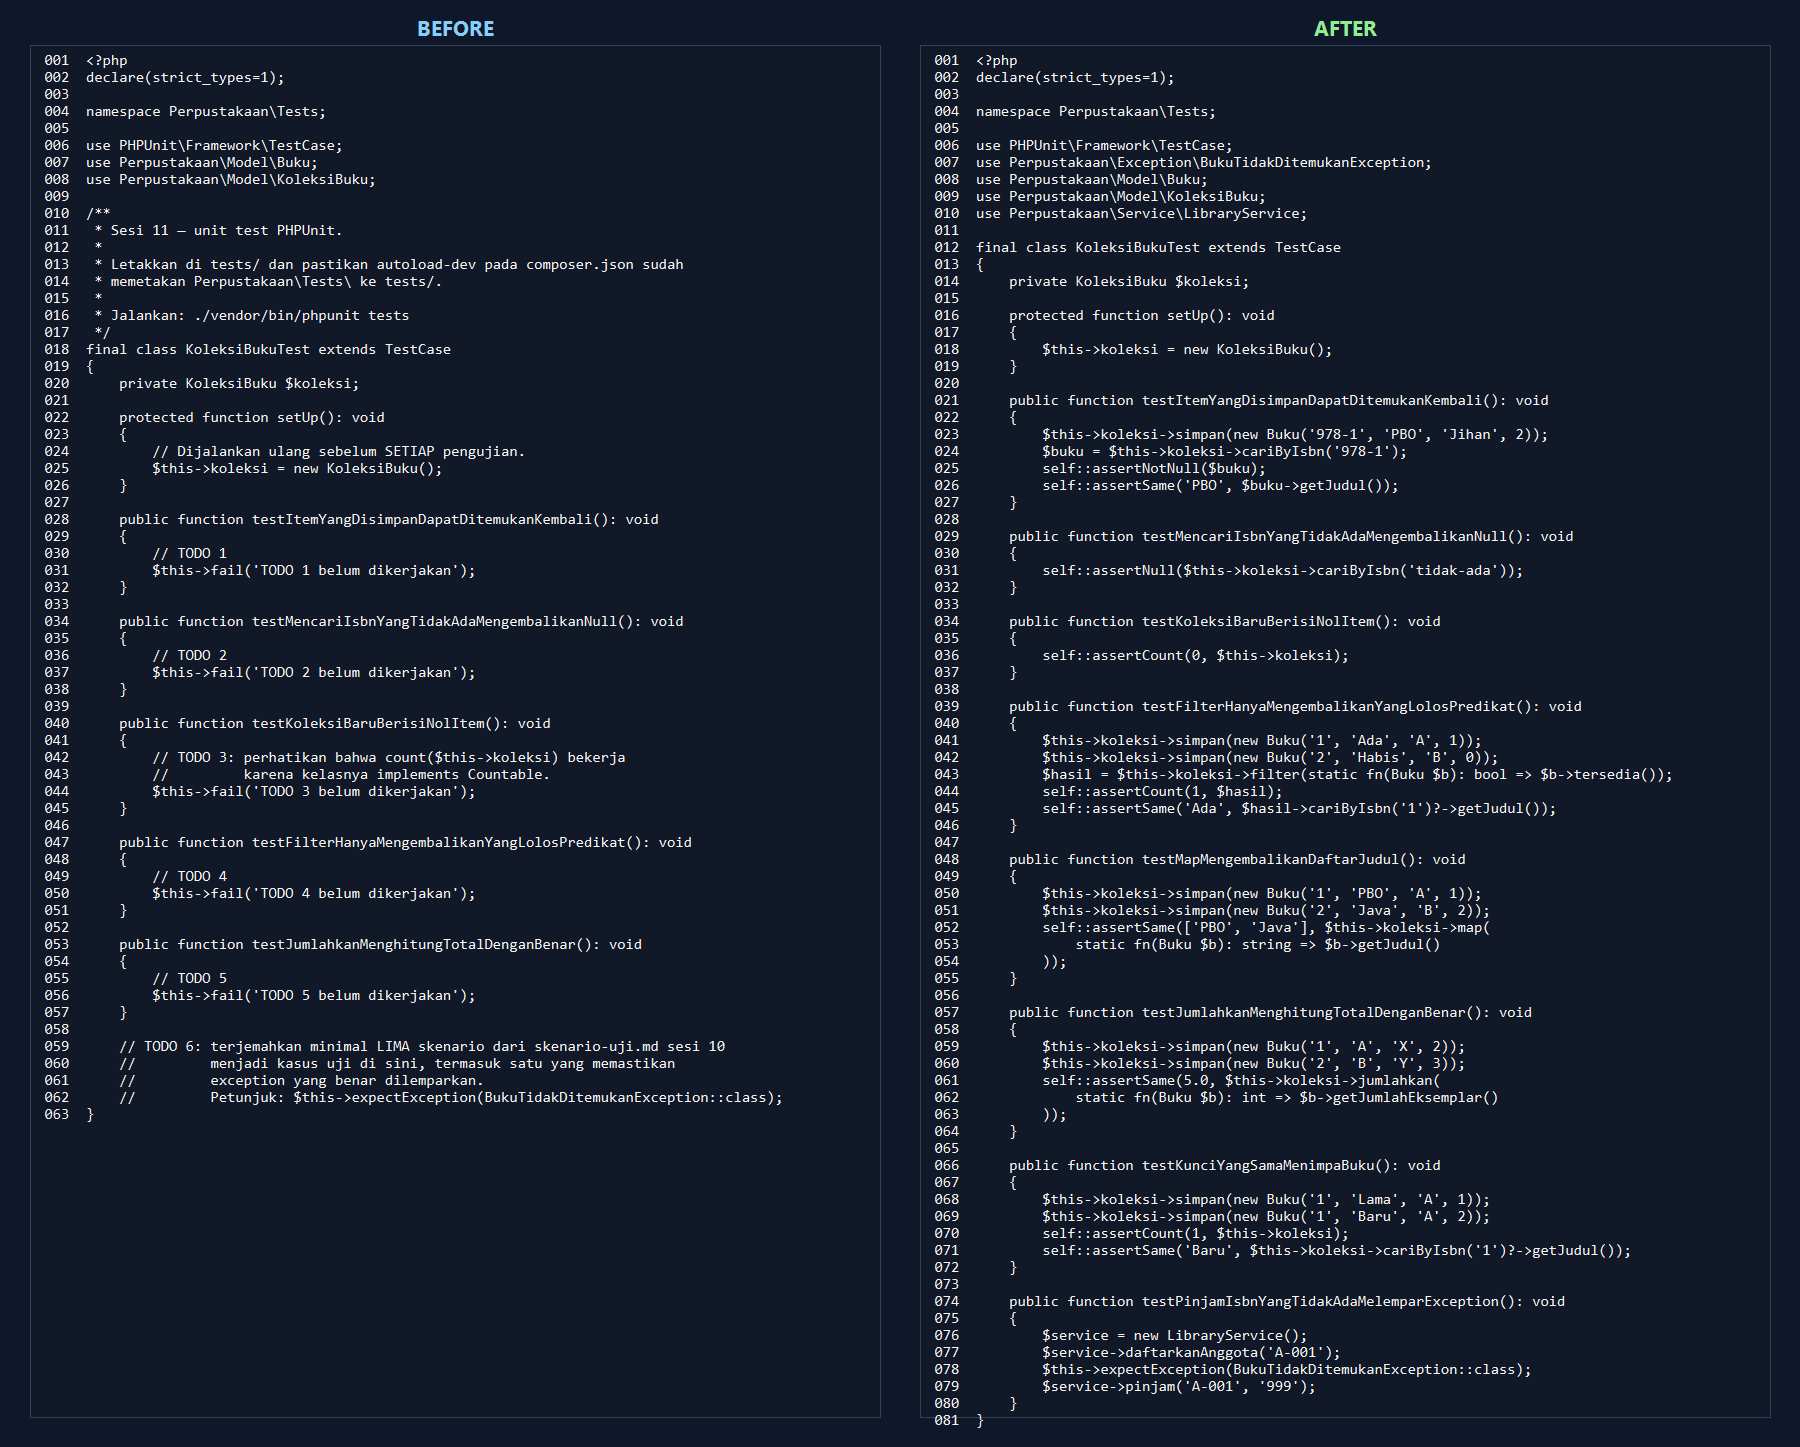 BEFORE
001 <?php
002 declare(strict_types=1);
003
004 namespace Perpustakaan\Tests;
005
006 use PHPUnit\Framework\TestCase;
007 use Perpustakaan\Model\Buku;
008 use Perpustakaan\Model\KoleksiBuku;
009
010 /**
011  * Sesi 11 — unit test PHPUnit.
012  *
013  * Letakkan di tests/ dan pastikan autoload-dev pada composer.json sudah
014  * memetakan Perpustakaan\Tests\ ke tests/.
015  *
016  * Jalankan: ./vendor/bin/phpunit tests
017  */
018 final class KoleksiBukuTest extends TestCase
019 {
020     private KoleksiBuku $koleksi;
021
022     protected function setUp(): void
023     {
024         // Dijalankan ulang sebelum SETIAP pengujian.
025         $this->koleksi = new KoleksiBuku();
026     }
027
028     public function testItemYangDisimpanDapatDitemukanKembali(): void
029     {
030         // TODO 1
031         $this->fail('TODO 1 belum dikerjakan');
032     }
033
034     public function testMencariIsbnYangTidakAdaMengembalikanNull(): void
035     {
036         // TODO 2
037         $this->fail('TODO 2 belum dikerjakan');
038     }
039
040     public function testKoleksiBaruBerisiNolItem(): void
041     {
042         // TODO 3: perhatikan bahwa count($this->koleksi) bekerja
043         //         karena kelasnya implements Countable.
044         $this->fail('TODO 3 belum dikerjakan');
045     }
046
047     public function testFilterHanyaMengembalikanYangLolosPredikat(): void
048     {
049         // TODO 4
050         $this->fail('TODO 4 belum dikerjakan');
051     }
052
053     public function testJumlahkanMenghitungTotalDenganBenar(): void
054     {
055         // TODO 5
056         $this->fail('TODO 5 belum dikerjakan');
057     }
058
059     // TODO 6: terjemahkan minimal LIMA skenario dari skenario-uji.md sesi 10
060     //         menjadi kasus uji di sini, termasuk satu yang memastikan
061     //         exception yang benar dilemparkan.
062     //         Petunjuk: $this->expectException(BukuTidakDitemukanException::class);
063 }
AFTER
001 <?php
002 declare(strict_types=1);
003
004 namespace Perpustakaan\Tests;
005
006 use PHPUnit\Framework\TestCase;
007 use Perpustakaan\Exception\BukuTidakDitemukanException;
008 use Perpustakaan\Model\Buku;
009 use Perpustakaan\Model\KoleksiBuku;
010 use Perpustakaan\Service\LibraryService;
011
012 final class KoleksiBukuTest extends TestCase
013 {
014     private KoleksiBuku $koleksi;
015
016     protected function setUp(): void
017     {
018         $this->koleksi = new KoleksiBuku();
019     }
020
021     public function testItemYangDisimpanDapatDitemukanKembali(): void
022     {
023         $this->koleksi->simpan(new Buku('978-1', 'PBO', 'Jihan', 2));
024         $buku = $this->koleksi->cariByIsbn('978-1');
025         self::assertNotNull($buku);
026         self::assertSame('PBO', $buku->getJudul());
027     }
028
029     public function testMencariIsbnYangTidakAdaMengembalikanNull(): void
030     {
031         self::assertNull($this->koleksi->cariByIsbn('tidak-ada'));
032     }
033
034     public function testKoleksiBaruBerisiNolItem(): void
035     {
036         self::assertCount(0, $this->koleksi);
037     }
038
039     public function testFilterHanyaMengembalikanYangLolosPredikat(): void
040     {
041         $this->koleksi->simpan(new Buku('1', 'Ada', 'A', 1));
042         $this->koleksi->simpan(new Buku('2', 'Habis', 'B', 0));
043         $hasil = $this->koleksi->filter(static fn(Buku $b): bool => $b->tersedia());
044         self::assertCount(1, $hasil);
045         self::assertSame('Ada', $hasil->cariByIsbn('1')?->getJudul());
046     }
047
048     public function testMapMengembalikanDaftarJudul(): void
049     {
050         $this->koleksi->simpan(new Buku('1', 'PBO', 'A', 1));
051         $this->koleksi->simpan(new Buku('2', 'Java', 'B', 2));
052         self::assertSame(['PBO', 'Java'], $this->koleksi->map(
053             static fn(Buku $b): string => $b->getJudul()
054         ));
055     }
056
057     public function testJumlahkanMenghitungTotalDenganBenar(): void
058     {
059         $this->koleksi->simpan(new Buku('1', 'A', 'X', 2));
060         $this->koleksi->simpan(new Buku('2', 'B', 'Y', 3));
061         self::assertSame(5.0, $this->koleksi->jumlahkan(
062             static fn(Buku $b): int => $b->getJumlahEksemplar()
063         ));
064     }
065
066     public function testKunciYangSamaMenimpaBuku(): void
067     {
068         $this->koleksi->simpan(new Buku('1', 'Lama', 'A', 1));
069         $this->koleksi->simpan(new Buku('1', 'Baru', 'A', 2));
070         self::assertCount(1, $this->koleksi);
071         self::assertSame('Baru', $this->koleksi->cariByIsbn('1')?->getJudul());
072     }
073
074     public function testPinjamIsbnYangTidakAdaMelemparException(): void
075     {
076         $service = new LibraryService();
077         $service->daftarkanAnggota('A-001');
078         $this->expectException(BukuTidakDitemukanException::class);
079         $service->pinjam('A-001', '999');
080     }
081 }